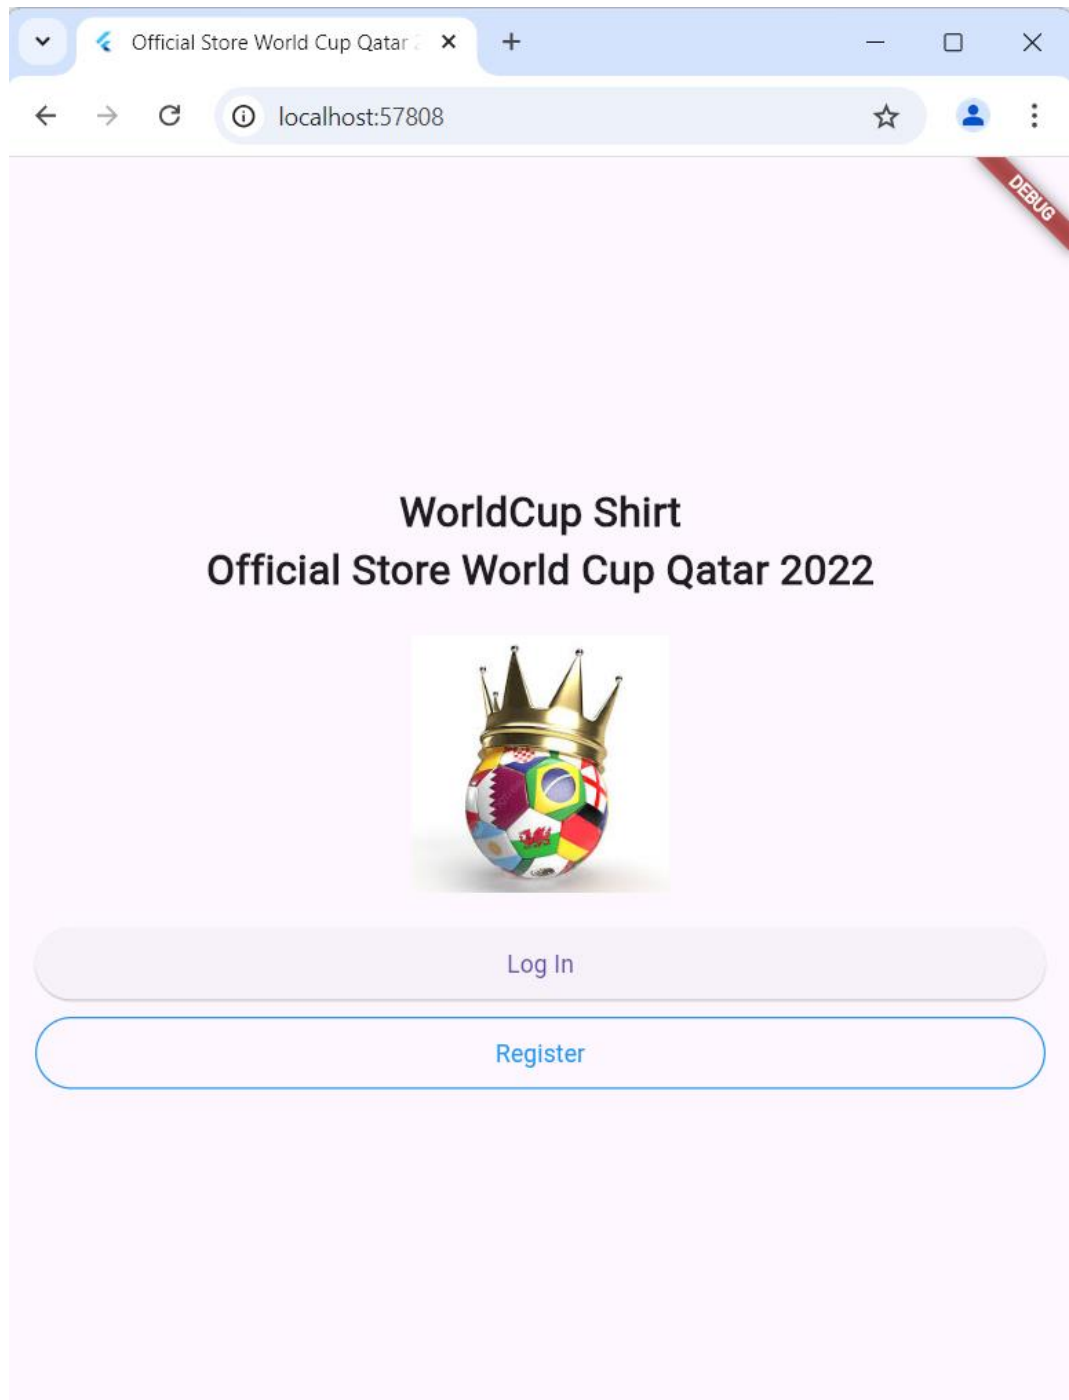 Official Store World Cup Qatar
localhost:57808
DEBUG
WorldCup Shirt
Official Store World Cup Qatar 2022
Log In
Register